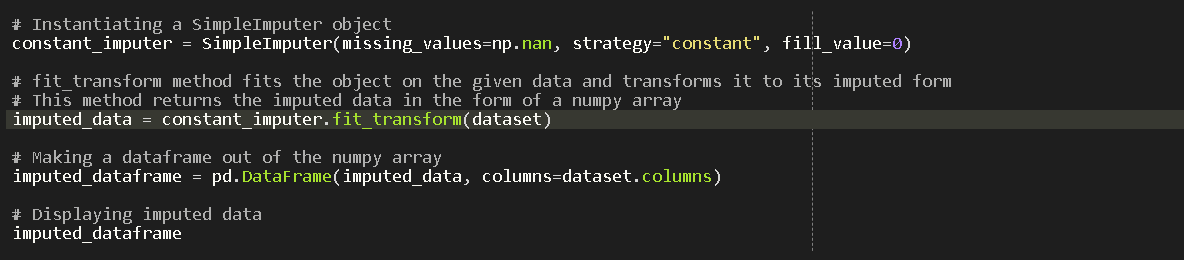 # Instantiating a SimpleImputer object
constant_imputer = SimpleImputer(missing_values=np.nan, strategy="constant", fill_value=0)
# fit_transform method fits the object on the given data and transforms it to its imputed form
# This method returns the imputed data in the form of a numpy array
imputed_data = constant_imputer.fit_transform(dataset)
# Making a dataframe out of the numpy array
imputed_dataframe = pd.DataFrame(imputed_data, columns=dataset.columns)
# Displaying imputed data
imputed_dataframe